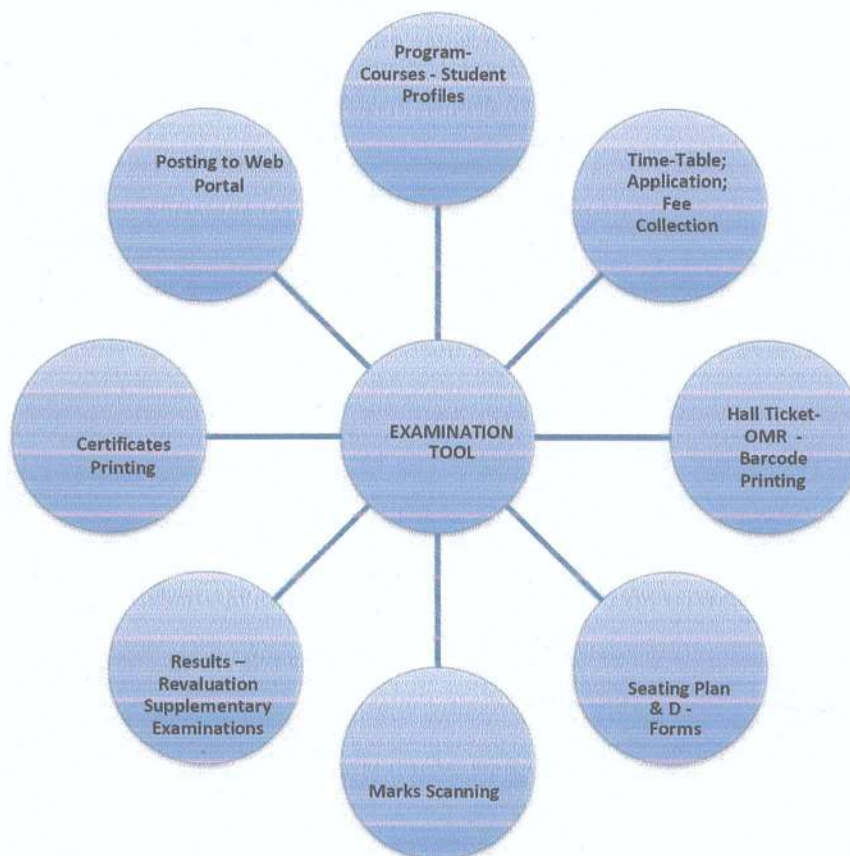 Program-
Courses - Student
Profiles
Time-Table;
Application;
Fee
Collection
Hall Ticket-
OMR -
Barcode
Printing
Seating Plan
& D -
Forms
Marks Scanning
Results –
Revaluation
Supplementary
Examinations
Certificates
Printing
Posting to Web
Portal
EXAMINATION
TOOL